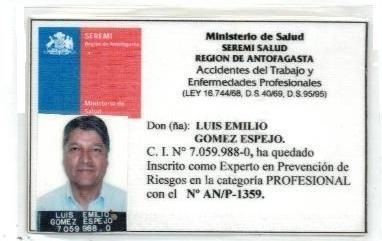 SEREMI
Region de Antofagasta
Ministerio de
Salud
Ministerio de Salud
SEREMI SALUD
REGION DE ANTOFAGASTA
Accidentes del Trabajo y
Enfermedades Profesionales
(LEY 16.744/68, D.S.40/69, D.S.95/95)
Don (ña): LUIS EMILIO
GOMEZ ESPEJO.
C. I. N° 7.059.988-0, ha quedado
Inscrito como Experto en Prevención de
Riesgos en la categoría PROFESIONAL
con el N° AN/P-1359.
LUIS EMILIO
GOMEZ ESPEJO
7 059 988 0